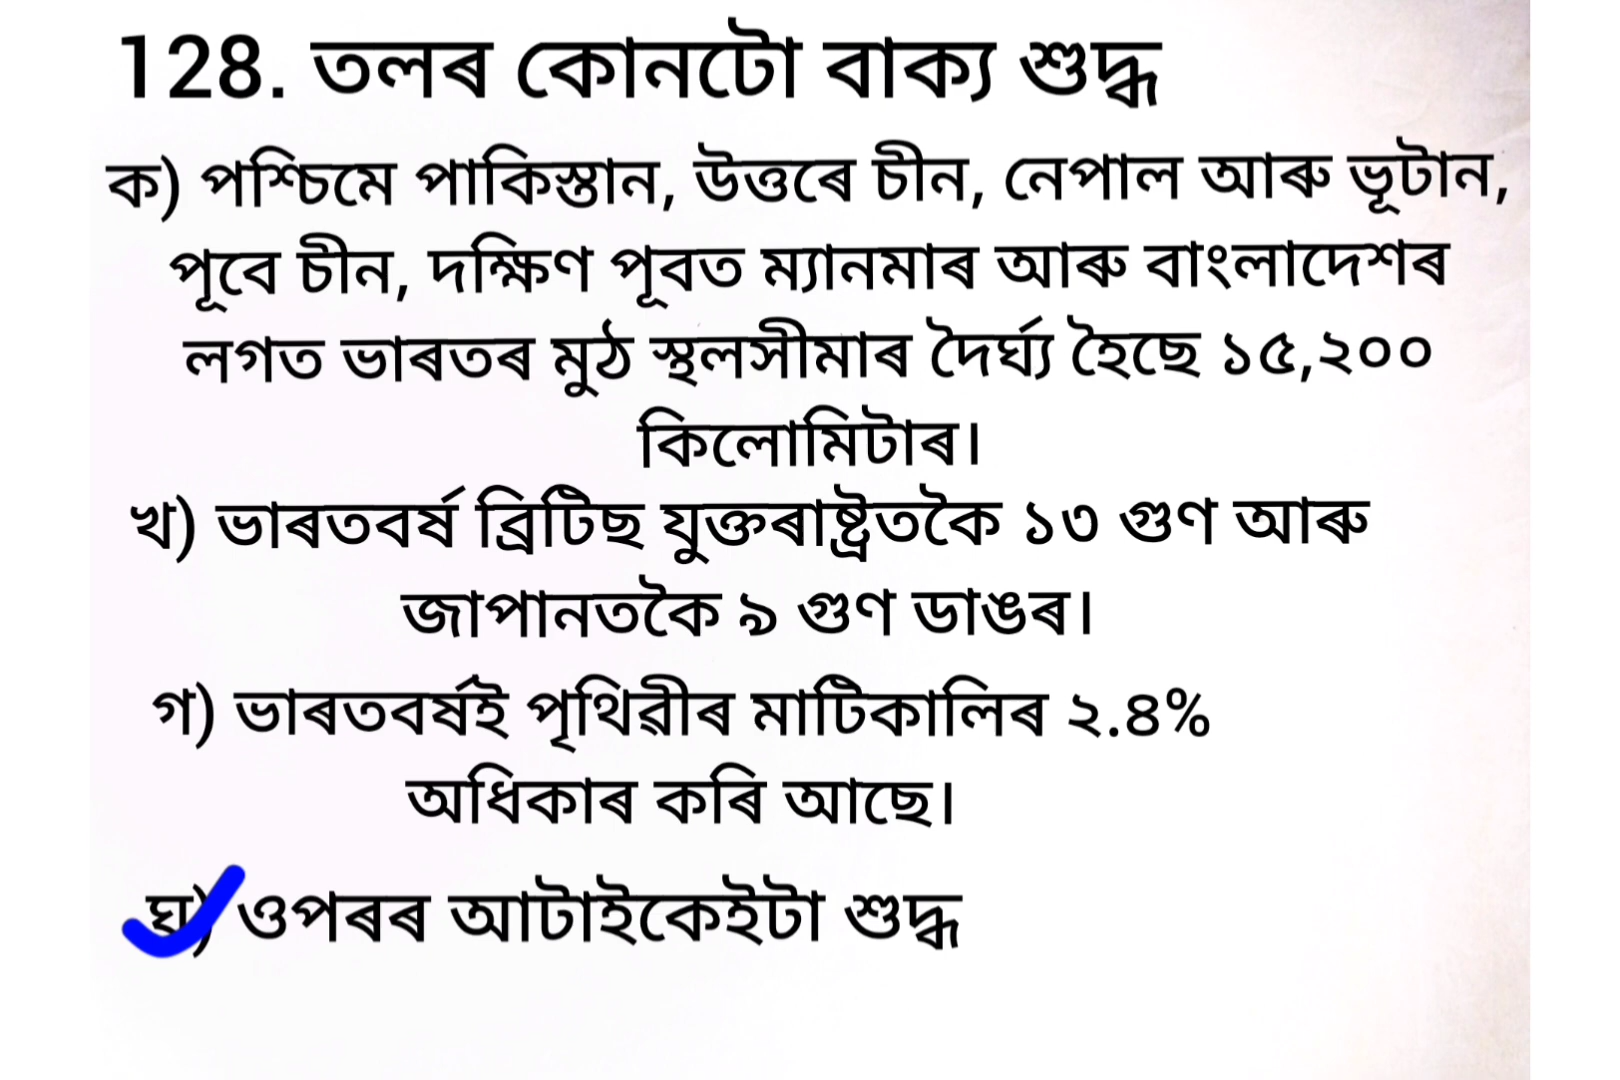 128. তলৰ কোনটো বাক্য শুদ্ধ
ক) পশ্চিমে পাকিস্তান, উত্তৰে চীন, নেপাল আৰু ভূটান,
পূবে চীন, দক্ষিণ পূবত ম্যানমাৰ আৰু বাংলাদেশৰ
লগত ভাৰতৰ মুঠ স্থলসীমাৰ দৈৰ্ঘ্য হৈছে ১৫,২০০
কিলোমিটাৰ।
খ) ভাৰতবৰ্ষ ব্ৰিটিছ যুক্তৰাষ্ট্ৰতকৈ ১৩ গুণ আৰু
জাপানতকৈ ৯ গুণ ডাঙৰ।
গ) ভাৰতবৰ্ষই পৃথিৱীৰ মাটিকালিৰ ২.৪%
অধিকাৰ কৰি আছে।
ঘ) ওপৰৰ আটাইকেইটা শুদ্ধ